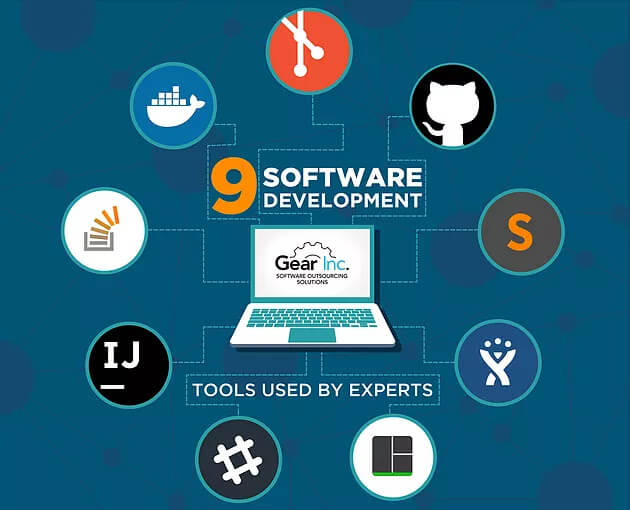 9 SOFTWARE
DEVELOPMENT
S
Gear Inc.
SOFTWARE OUTSOURCING
SOLUTIONS
IJ
TOOLS USED BY EXPERTS